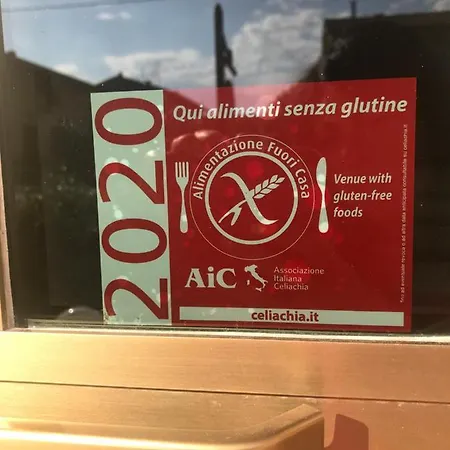 2020
Qui alimenti senza glutine
Alimentazione Fuori Casa
Venue with
gluten-free
foods
AiC
Associazione
Italiana
Celiachia
celiachia.it